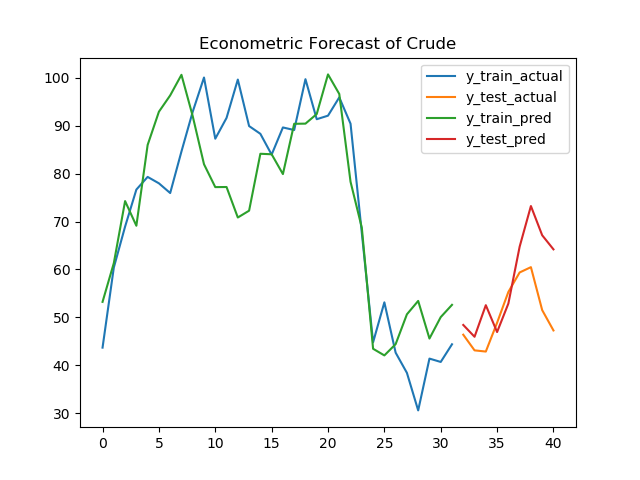 Econometric Forecast of Crude
y_train_actual
y_test_actual
y_train_pred
y_test_pred
100
90
80
70
60
50
40
30
0 5 10 15 20 25 30 35 40